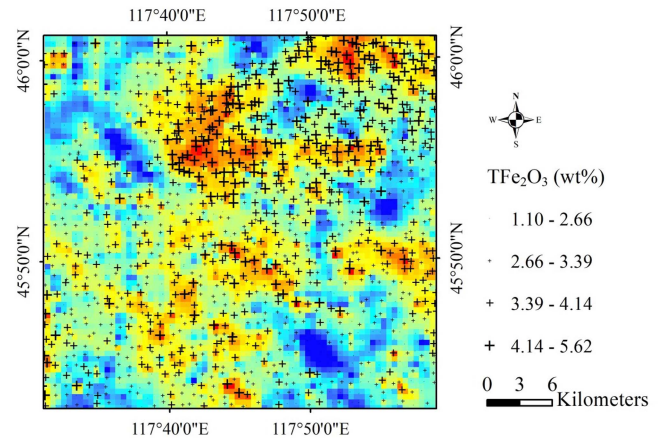 117°40'0"E 117°50'0"E
46°0'0"N
46°0'0"N
45°50'0"N
45°50'0"N
N
W E
S
TFe₂O₃ (wt%)
1.10 - 2.66
2.66 - 3.39
3.39 - 4.14
4.14 - 5.62
0 3 6
Kilometers
117°40'0"E 117°50'0"E